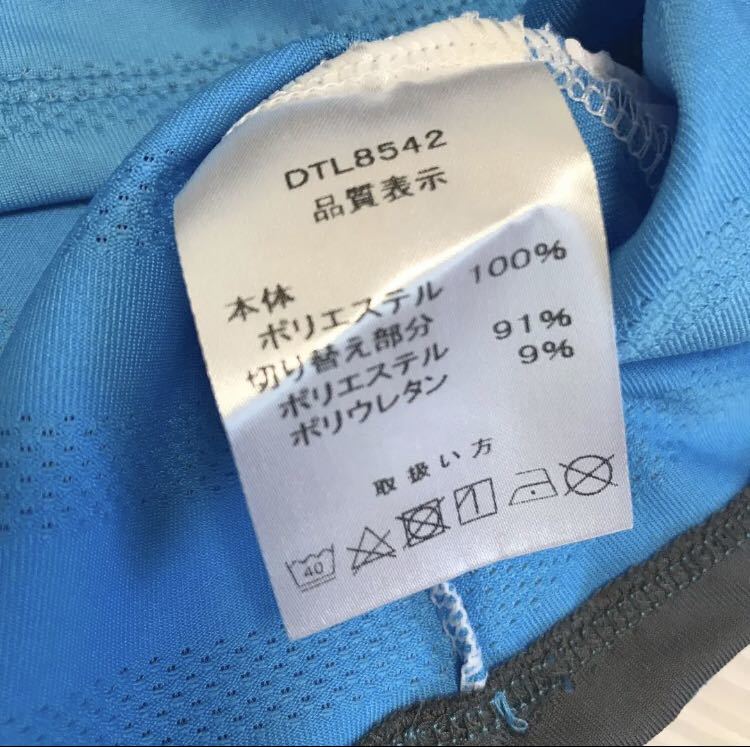 DTL8542
品質表示
本体
ポリエステル 100%
切り替え部分
ポリエステル 91%
ポリウレタン 9%
取扱い方
40